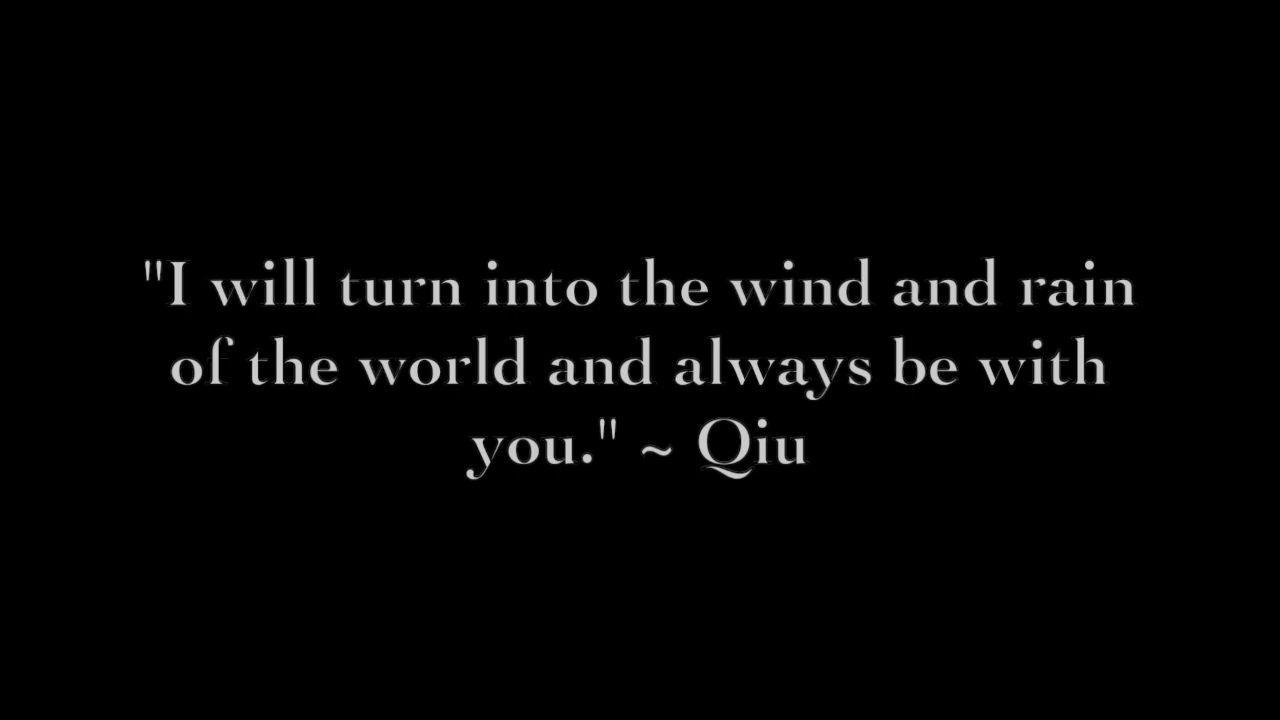 "I will turn into the wind and rain
of the world and always be with
you." ~ Qiu